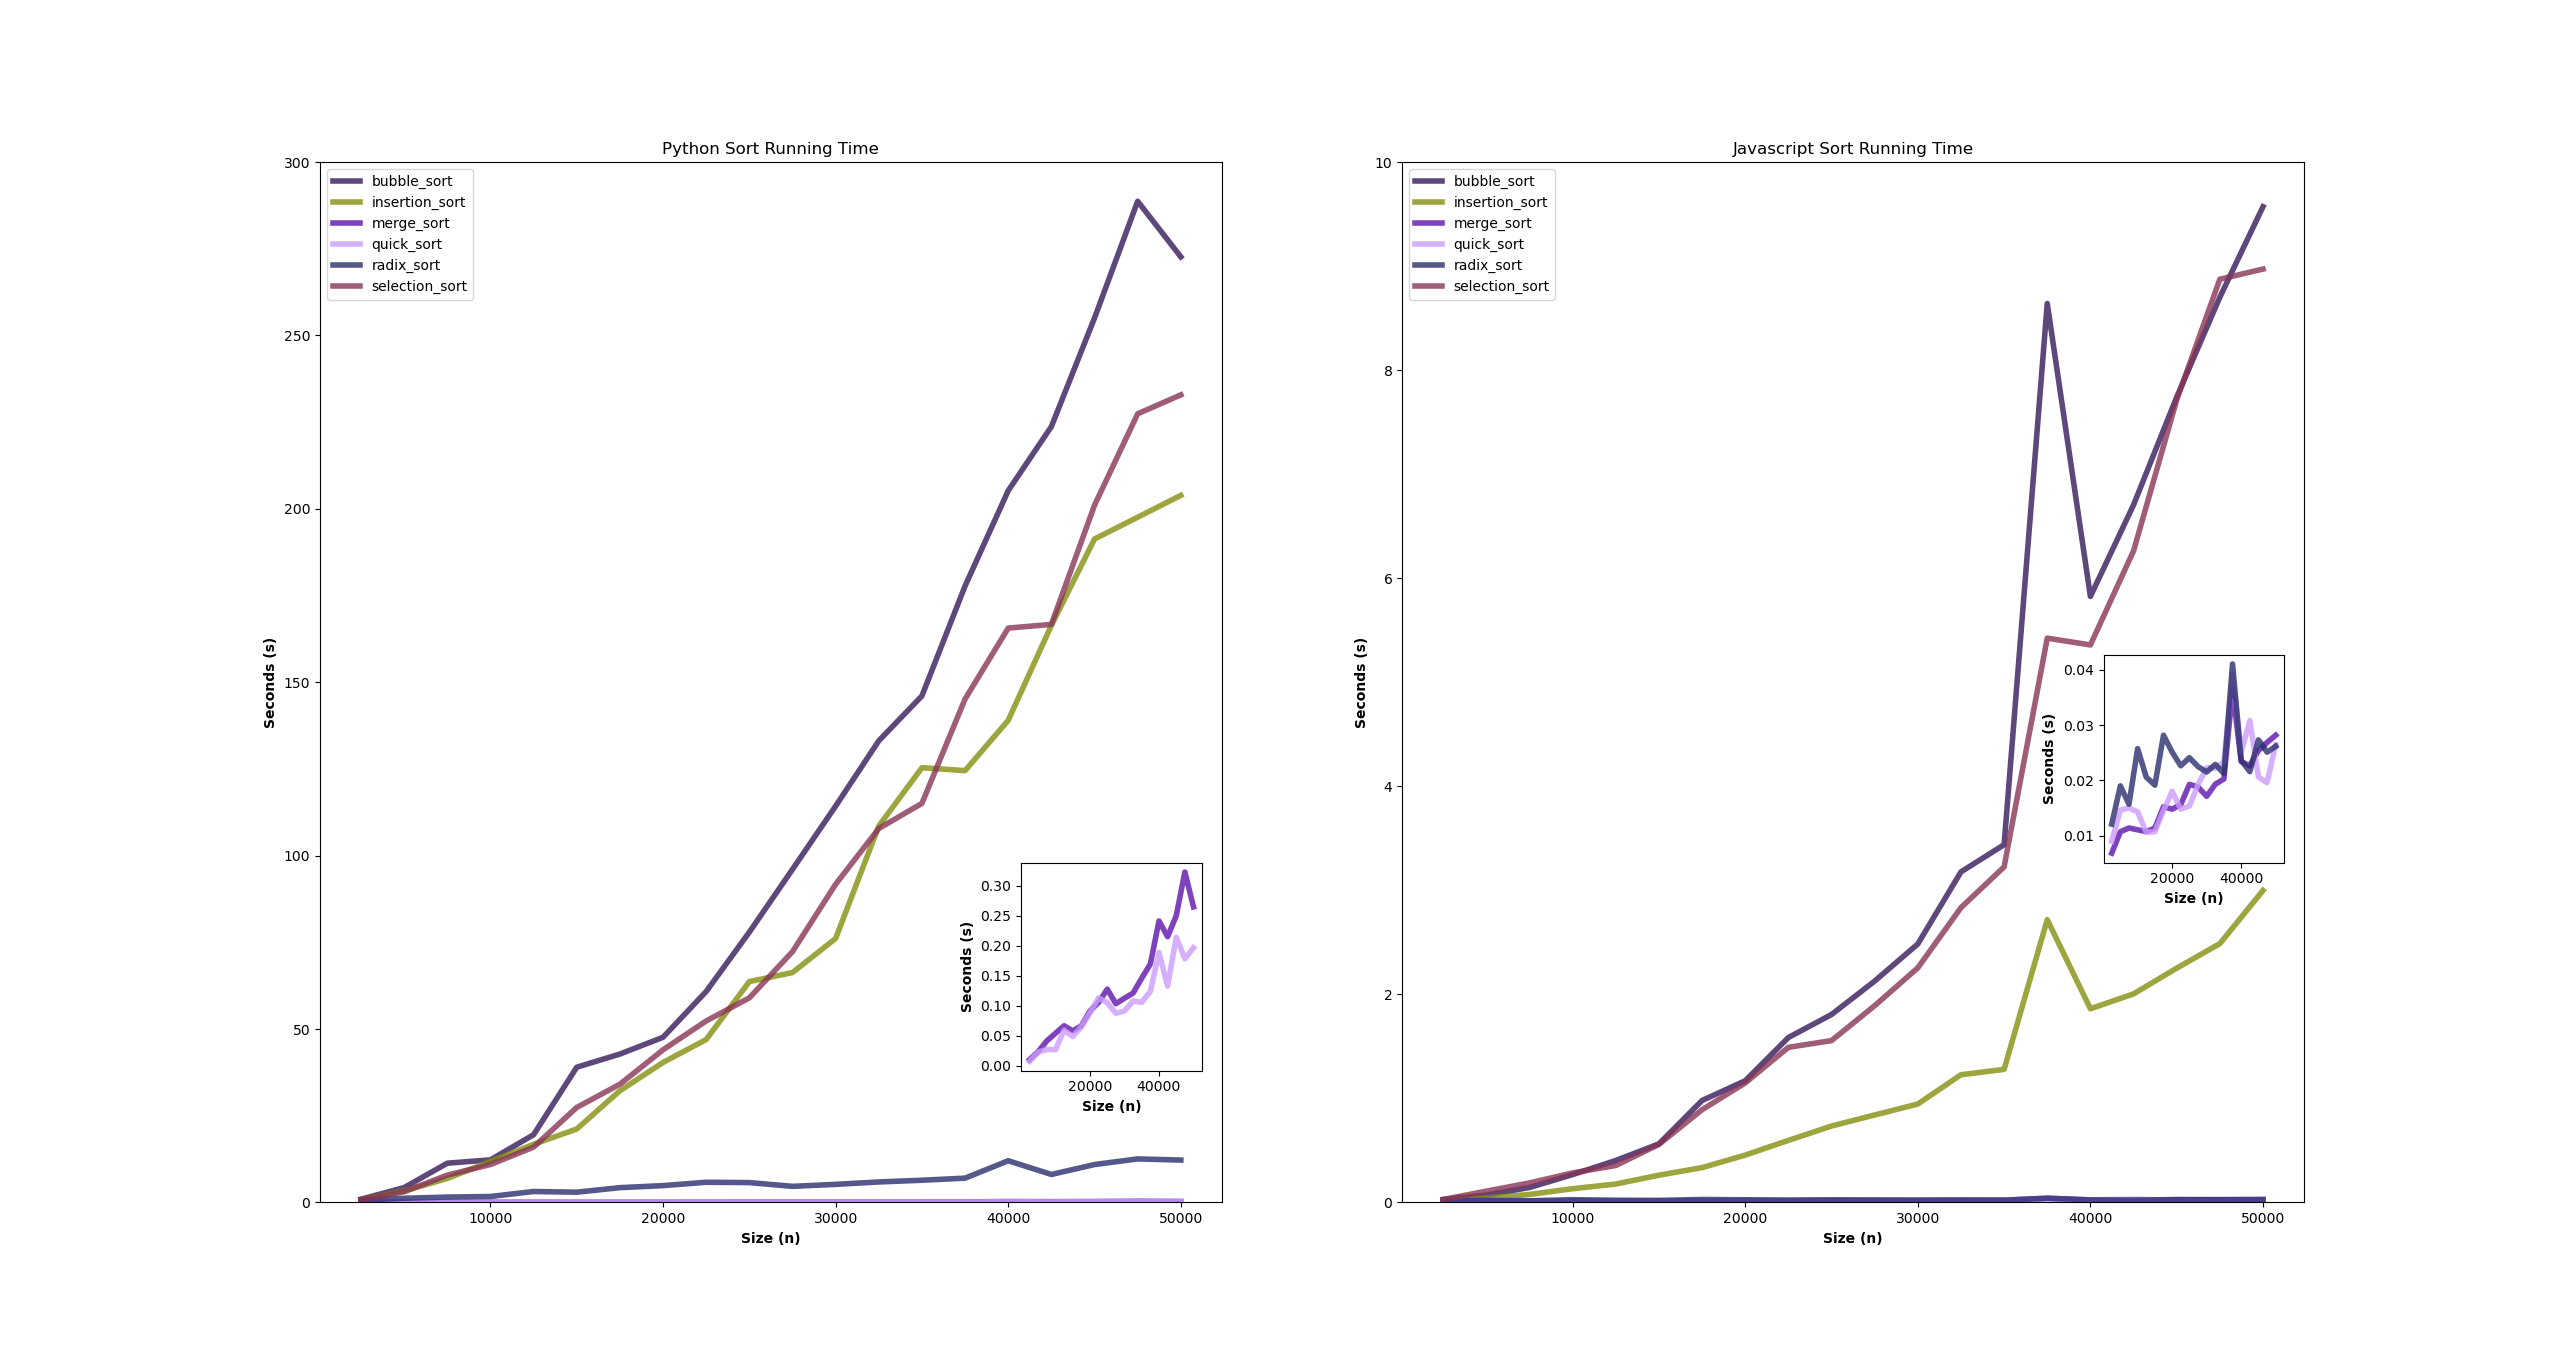 Python Sort Running Time
300
250
200
150
100
50
0
Seconds (s)
bubble_sort
insertion_sort
merge_sort
quick_sort
radix_sort
selection_sort
0.30
0.25
0.20
0.15
0.10
0.05
0.00
Seconds (s)
20000 40000
Size (n)
10000 20000 30000 40000 50000
Size (n)
Javascript Sort Running Time
10
8
6
4
2
0
Seconds (s)
bubble_sort
insertion_sort
merge_sort
quick_sort
radix_sort
selection_sort
0.04
0.03
0.02
0.01
Seconds (s)
20000 40000
Size (n)
10000 20000 30000 40000 50000
Size (n)